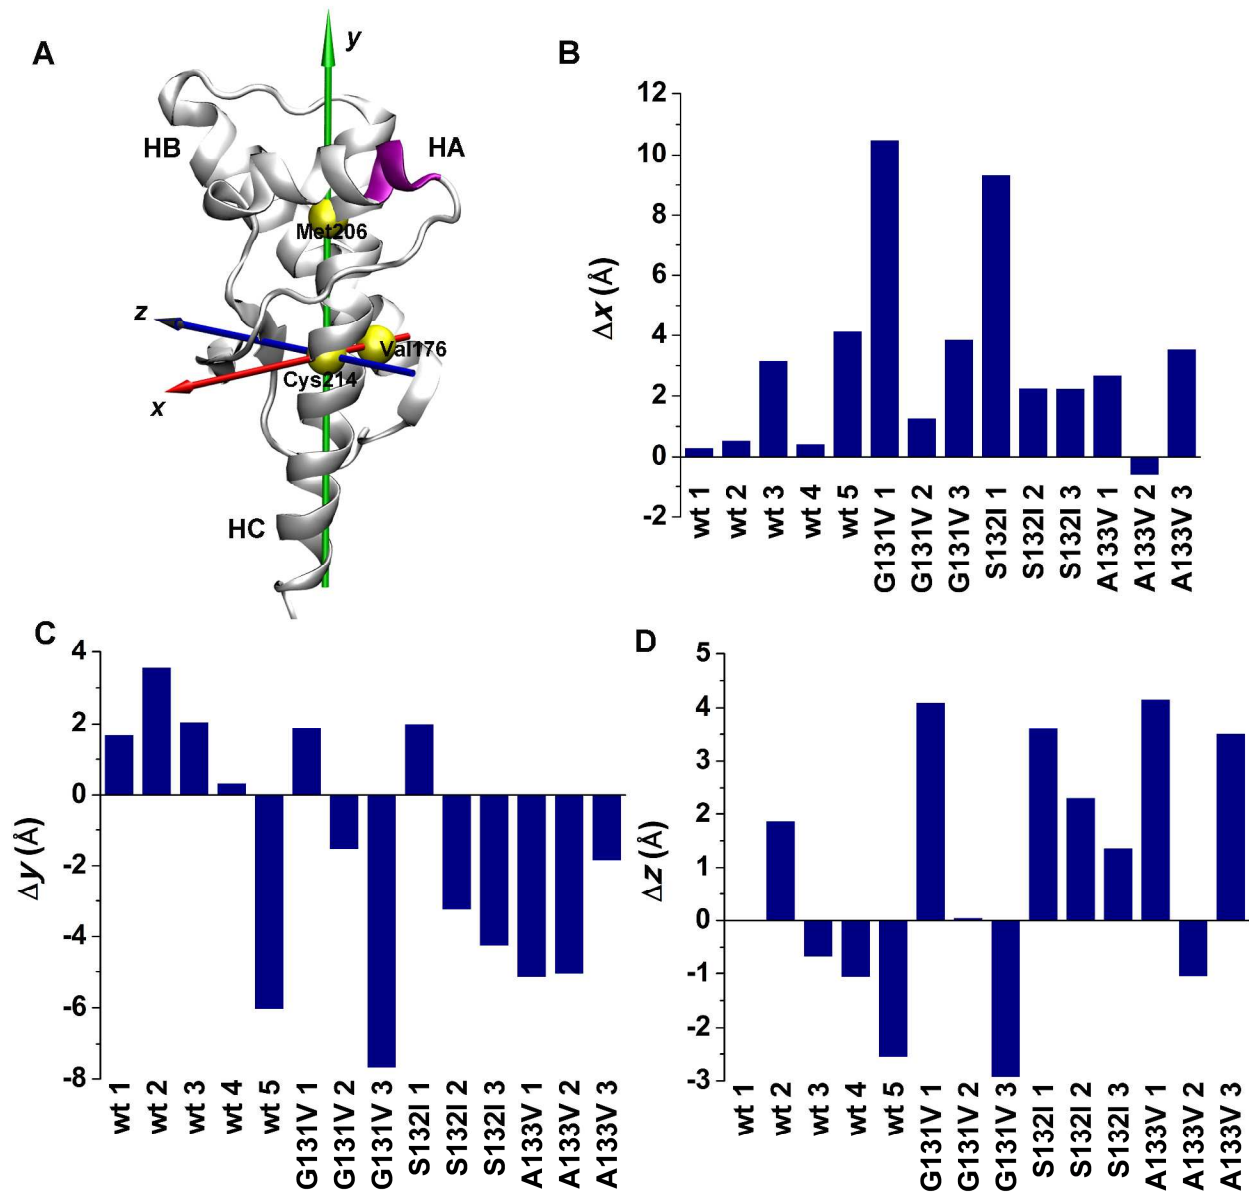 A
y
HB
HA
Met206
z
Val176
Cys214
x
HC
B
Δx (Å)
12
10
8
6
4
2
0
-2
wt 1
wt 2
wt 3
wt 4
wt 5
G131V 1
G131V 2
G131V 3
S132I 1
S132I 2
S132I 3
A133V 1
A133V 2
A133V 3
C
Δy (Å)
4
2
0
-2
-4
-6
-8
wt 1
wt 2
wt 3
wt 4
wt 5
G131V 1
G131V 2
G131V 3
S132I 1
S132I 2
S132I 3
A133V 1
A133V 2
A133V 3
D
Δz (Å)
5
4
3
2
1
0
-1
-2
-3
wt 1
wt 2
wt 3
wt 4
wt 5
G131V 1
G131V 2
G131V 3
S132I 1
S132I 2
S132I 3
A133V 1
A133V 2
A133V 3